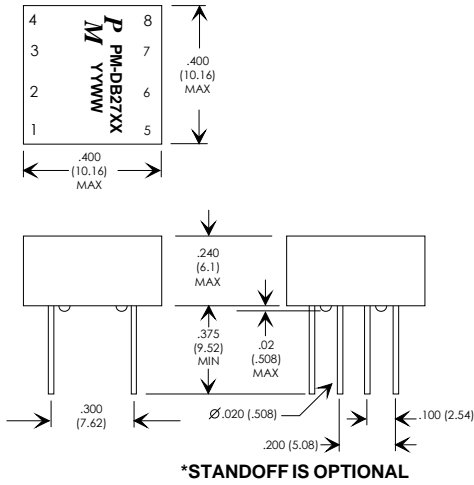 4
8
3
7
2
6
1
5
PM
PM-DB27XX
YYWW
.400
(10.16)
MAX
.400
(10.16)
MAX
.240
(6.1)
MAX
.375
(9.52)
MIN
.02
(.508)
MAX
.300
(7.62)
Ø.020 (.508)
.100 (2.54)
.200 (5.08)
*STANDOFF IS OPTIONAL